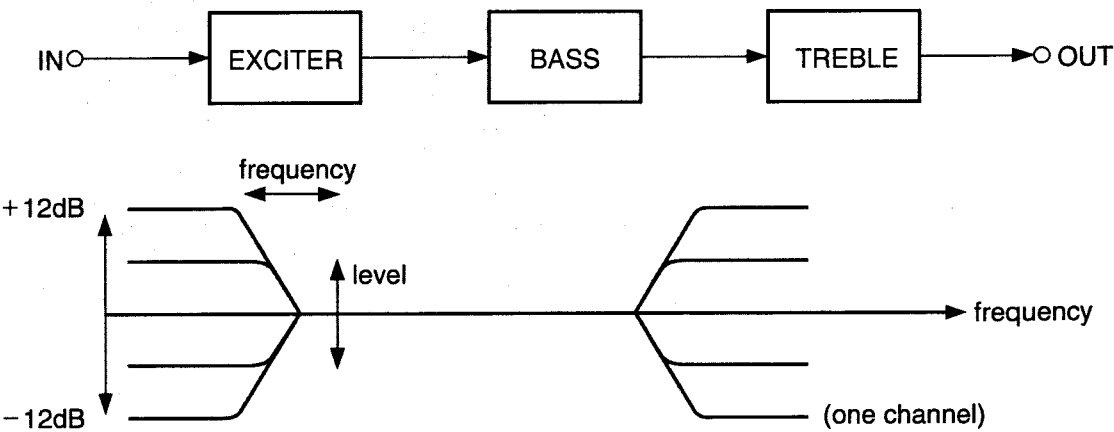 IN EXCITER BASS TREBLE OUT
frequency
+12dB
level
frequency
−12dB
(one channel)